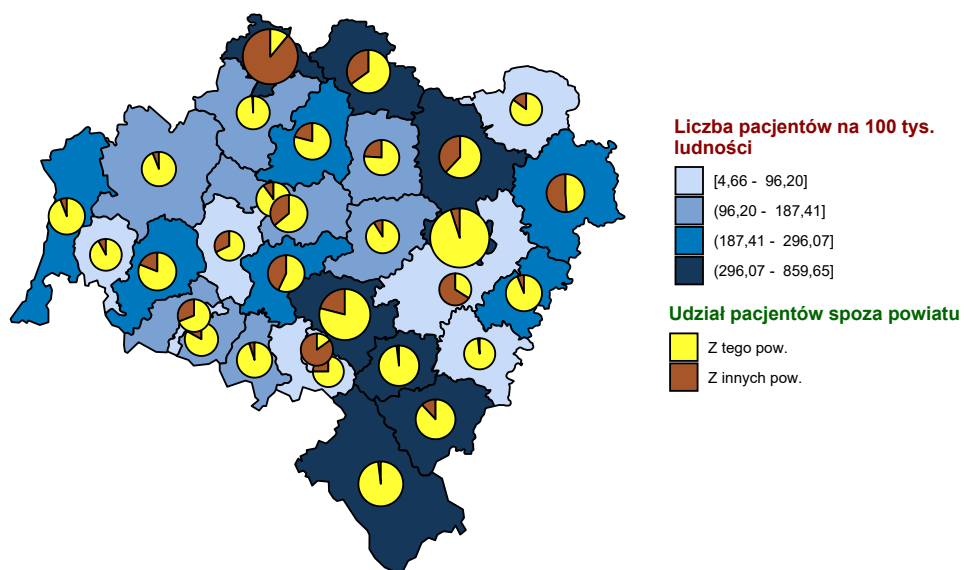 Liczba pacjentów na 100 tys.
ludności
[4,66 - 96,20]
(96,20 - 187,41]
(187,41 - 296,07]
(296,07 - 859,65]
Udział pacjentów spoza powiatu
Z tego pow.
Z innych pow.